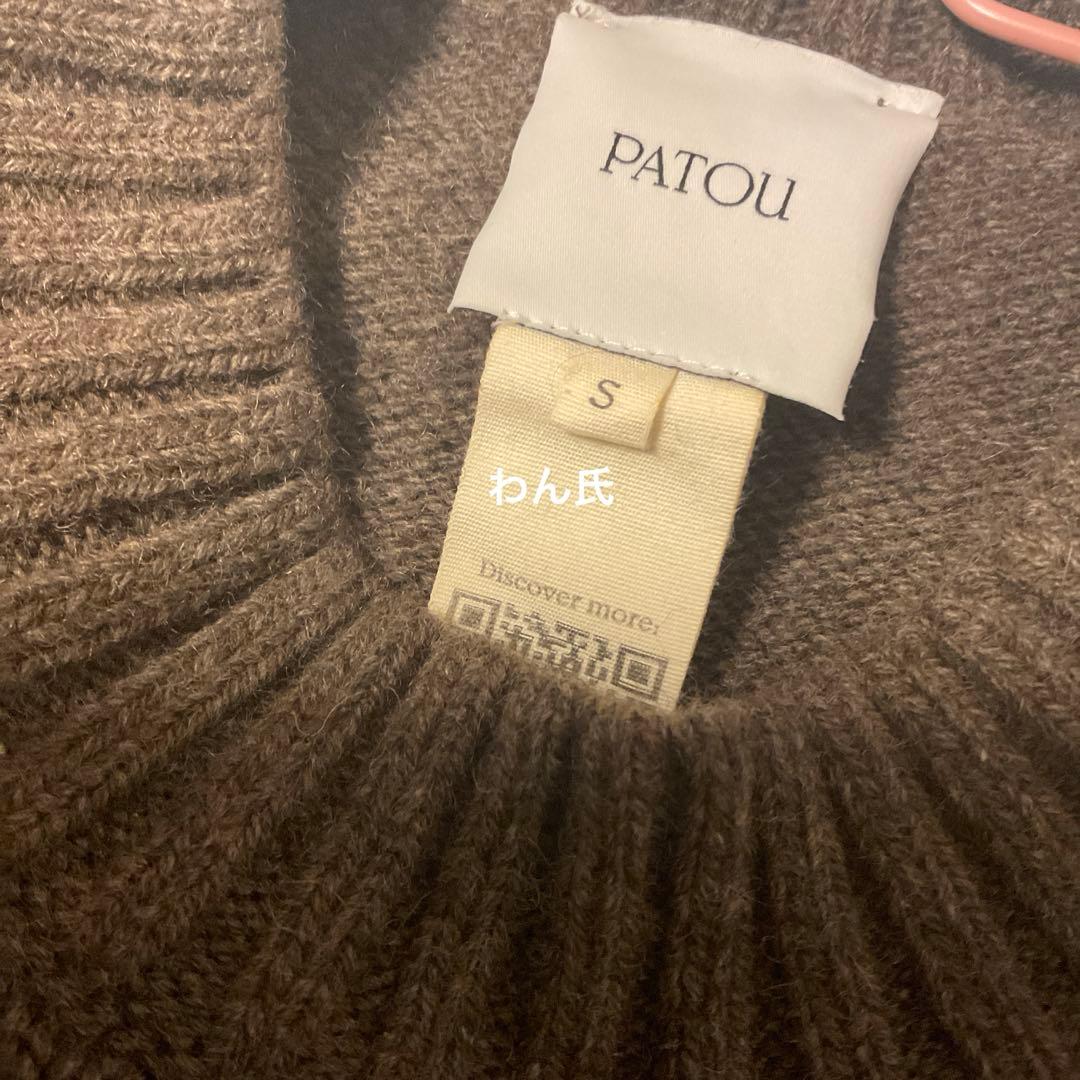 PATOU
S
わん氏
Discover more: